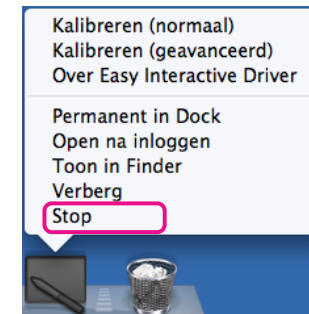 Kalibreren (normaal)
Kalibreren (geavanceerd)
Over Easy Interactive Driver
Permanent in Dock
Open na inloggen
Toon in Finder
Verberg
Stop